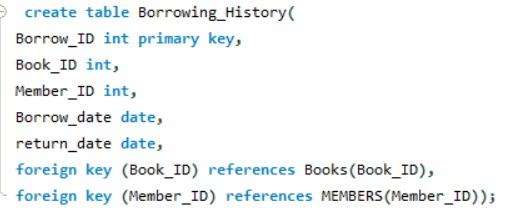 create table Borrowing_History(
Borrow_ID int primary key,
Book_ID int,
Member_ID int,
Borrow_date date,
return_date date,
foreign key (Book_ID) references Books(Book_ID),
foreign key (Member_ID) references MEMBERS(Member_ID));